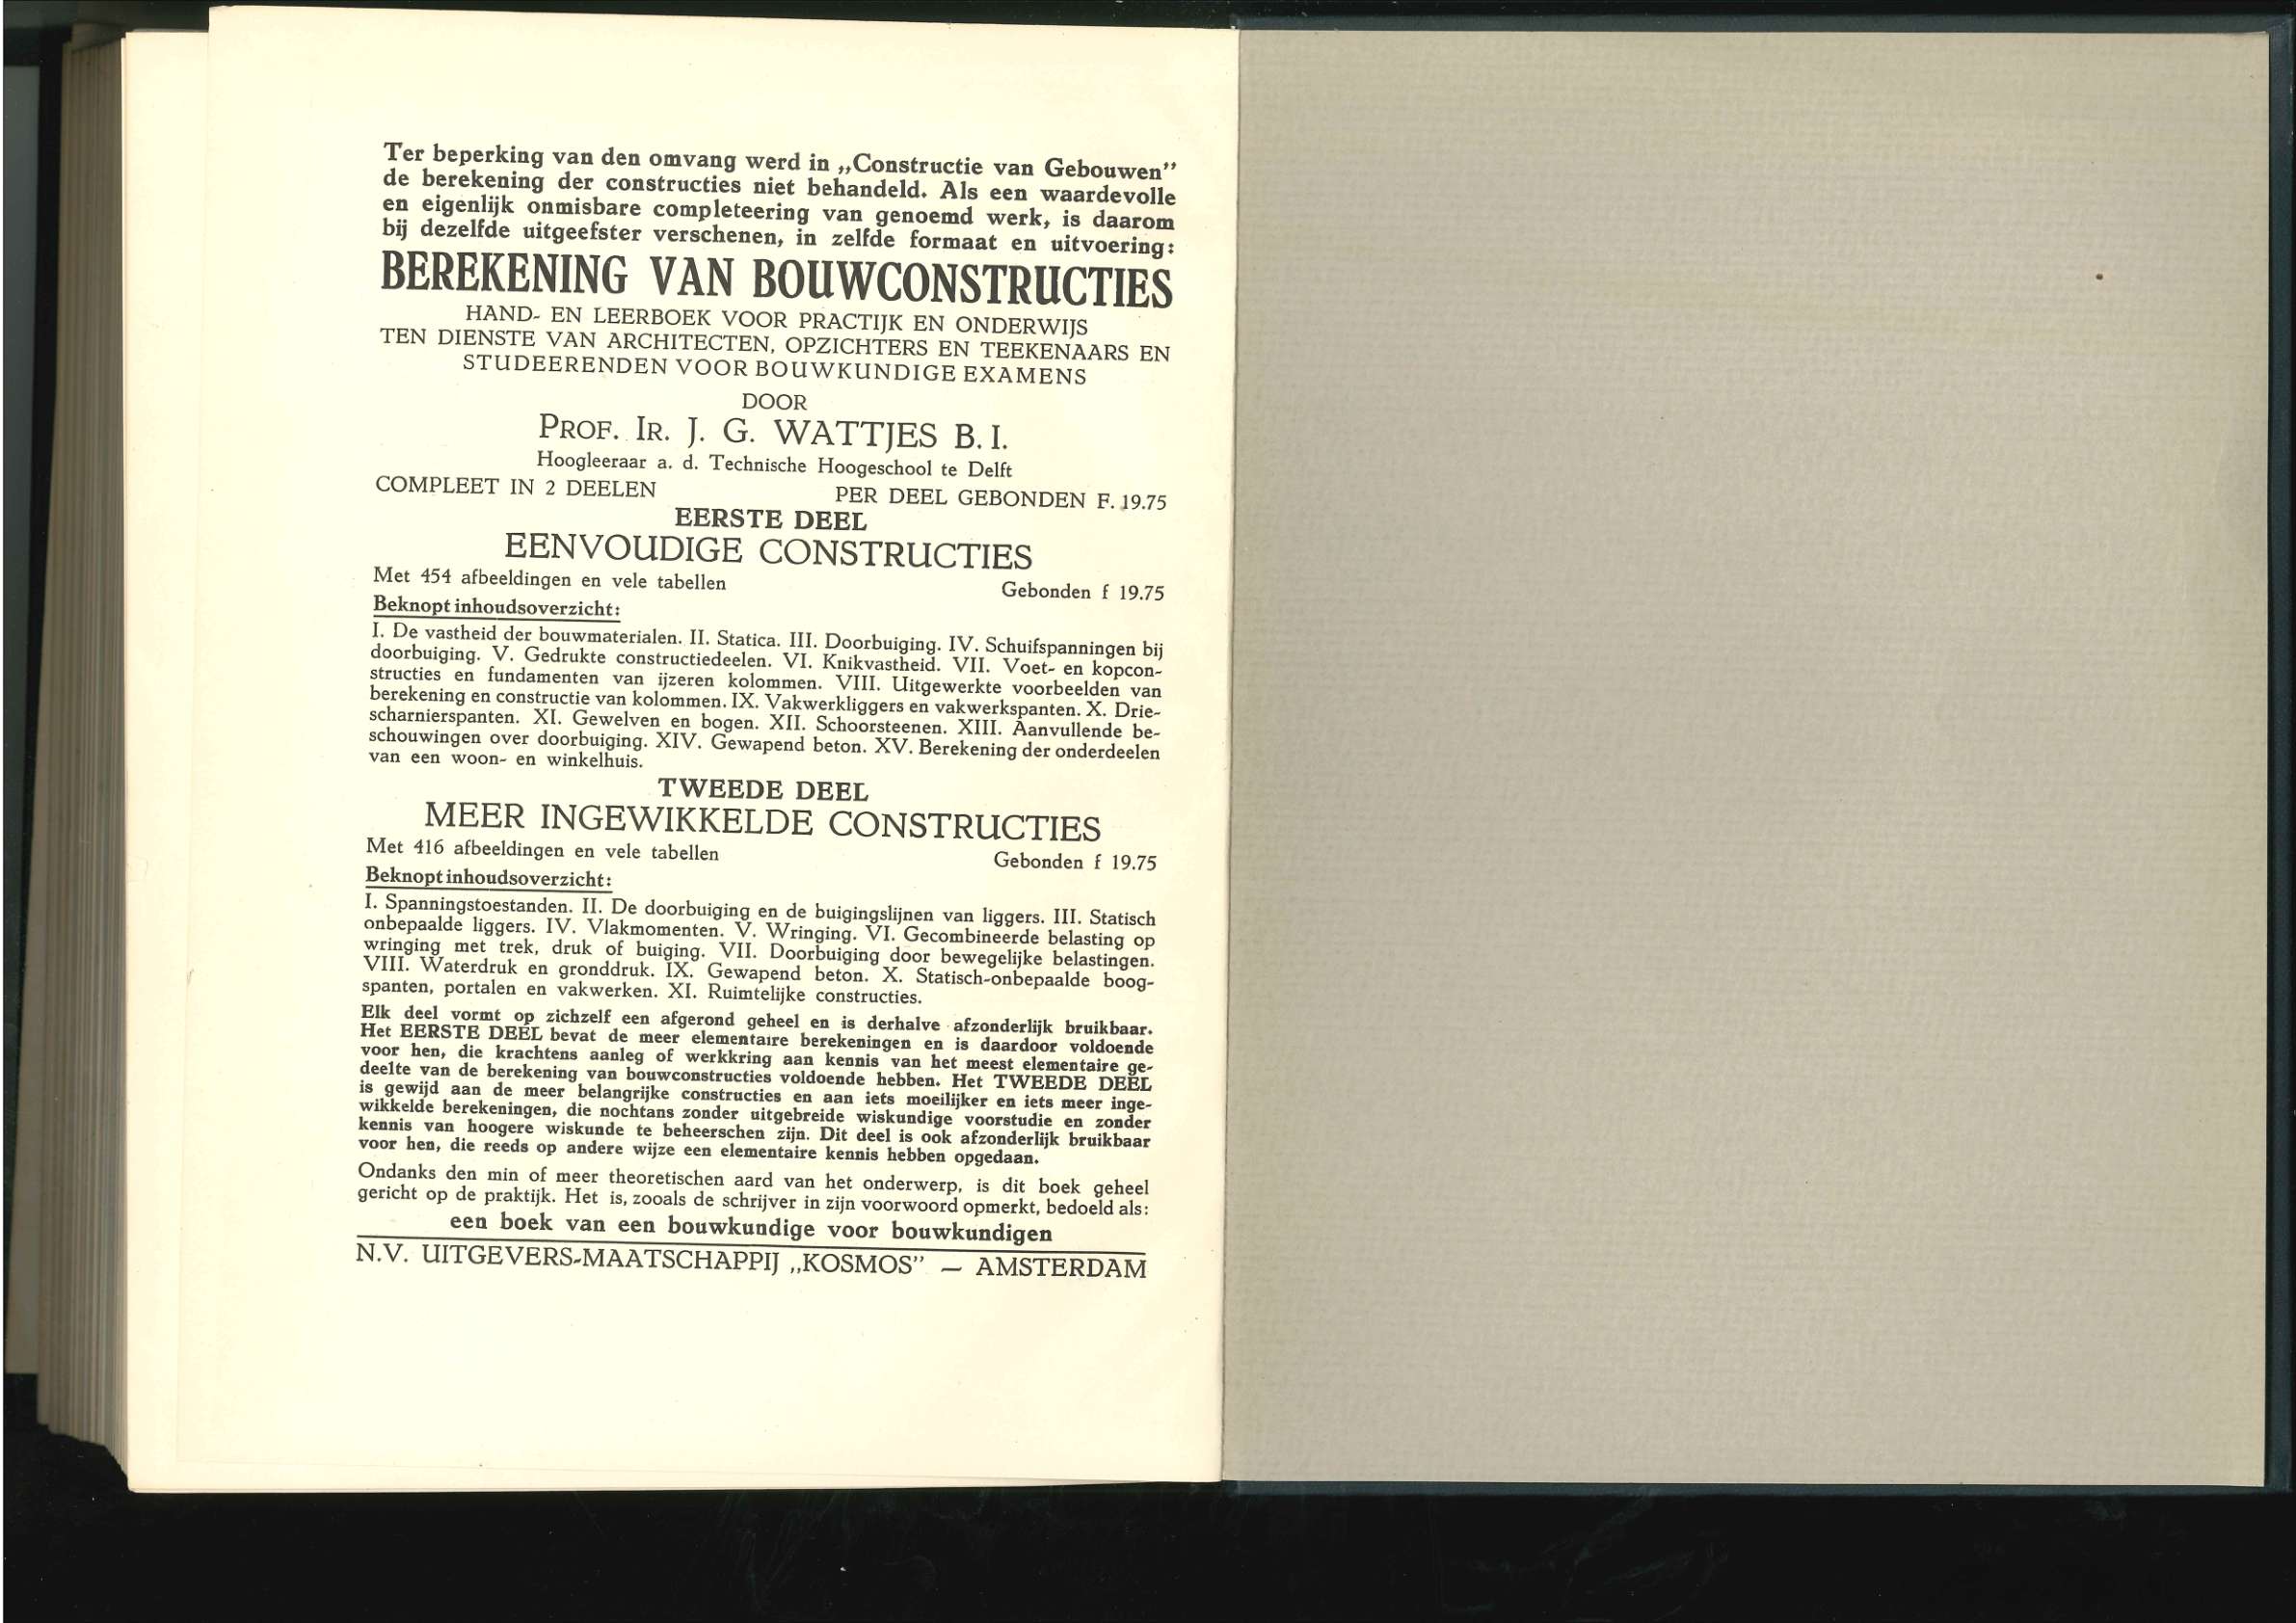 Ter beperking van den omvang werd in „Constructie van Gebouwen”
de berekening der constructies niet behandeld. Als een waardevolle
en eigenlijk onmisbare completeering van genoemd werk, is daarom
bij dezelfde uitgeefster verschenen, in zelfde formaat en uitvoering:
BEREKENING VAN BOUWCONSTRUCTIES
HAND- EN LEERBOEK VOOR PRACTIJK EN ONDERWIJS
TEN DIENSTE VAN ARCHITECTEN, OPZICHTERS EN TEEKENAARS EN
STUDEERENDEN VOOR BOUWKUNDIGE EXAMENS
DOOR
PROF. IR. J. G. WATTJES B. I.
Hoogleeraar a. d. Technische Hoogeschool te Delft
COMPLEET IN 2 DEELEN PER DEEL GEBONDEN F. 19.75
EERSTE DEEL
EENVOUDIGE CONSTRUCTIES
Met 454 afbeeldingen en vele tabellen Gebonden f 19.75
Beknopt inhoudsoverzicht:
I. De vastheid der bouwmaterialen. II. Statica. III. Doorbuiging. IV. Schuifspanningen bij
doorbuiging. V. Gedrukte constructiedeelen. VI. Knikvastheid. VII. Voet- en kopcon-
structies en fundamenten van ijzeren kolommen. VIII. Uitgewerkte voorbeelden van
berekening en constructie van kolommen. IX. Vakwerkliggers en vakwerkspanten. X. Drie-
scharnierspanten. XI. Gewelven en bogen. XII. Schoorsteenen. XIII. Aanvullende be-
schouwingen over doorbuiging. XIV. Gewapend beton. XV. Berekening der onderdeelen
van een woon- en winkelhuis.
TWEEDE DEEL
MEER INGEWIKKELDE CONSTRUCTIES
Met 416 afbeeldingen en vele tabellen Gebonden f 19.75
Beknopt inhoudsoverzicht:
I. Spanningstoestanden. II. De doorbuiging en de buigingslijnen van liggers. III. Statisch
onbepaalde liggers. IV. Vlakmomenten. V. Wringing. VI. Gecombineerde belasting op
wringing met trek, druk of buiging. VII. Doorbuiging door bewegelijke belastingen.
VIII. Waterdruk en gronddruk. IX. Gewapend beton. X. Statisch-onbepaalde boog-
spanten, portalen en vakwerken. XI. Ruimtelijke constructies.
Elk deel vormt op zichzelf een afgerond geheel en is derhalve afzonderlijk bruikbaar.
Het EERSTE DEEL bevat de meer elementaire berekeningen en is daardoor voldoende
voor hen, die krachtens aanleg of werkkring aan kennis van het meest elementaire ge-
deelte van de berekening van bouwconstructies voldoende hebben. Het TWEEDE DEEL
is gewijd aan de meer belangrijke constructies en aan iets moeilijker en iets meer inge-
wikkelde berekeningen, die nochtans zonder uitgebreide wiskundige voorstudie en zonder
kennis van hoogere wiskunde te beheerschen zijn. Dit deel is ook afzonderlijk bruikbaar
voor hen, die reeds op andere wijze een elementaire kennis hebben opgedaan.
Ondanks den min of meer theoretischen aard van het onderwerp, is dit boek geheel
gericht op de praktijk. Het is, zooals de schrijver in zijn voorwoord opmerkt, bedoeld als:
een boek van een bouwkundige voor bouwkundigen
N.V. UITGEVERS-MAATSCHAPPIJ „KOSMOS” — AMSTERDAM